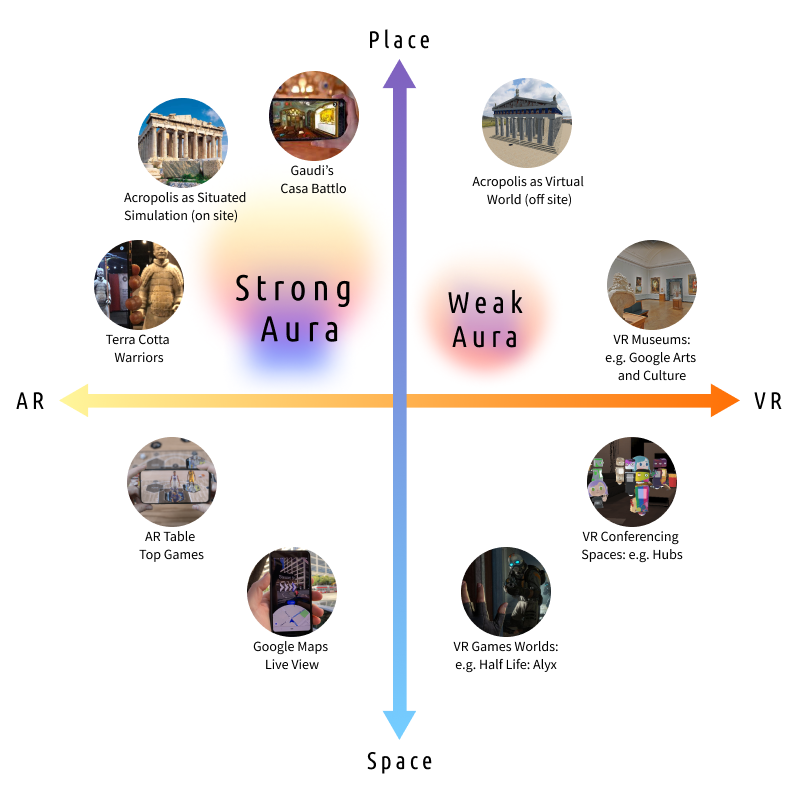 Place
Gaudi's
Casa Battlo
Acropolis as Situated
Simulation (on site)
Acropolis as Virtual
World (off site)
Strong
Aura
Weak
Aura
Terra Cotta
Warriors
VR Museums:
e.g. Google Arts
and Culture
AR
VR
AR Table
Top Games
VR Conferencing
Spaces: e.g. Hubs
Google Maps
Live View
VR Games Worlds:
e.g. Half Life: Alyx
Space